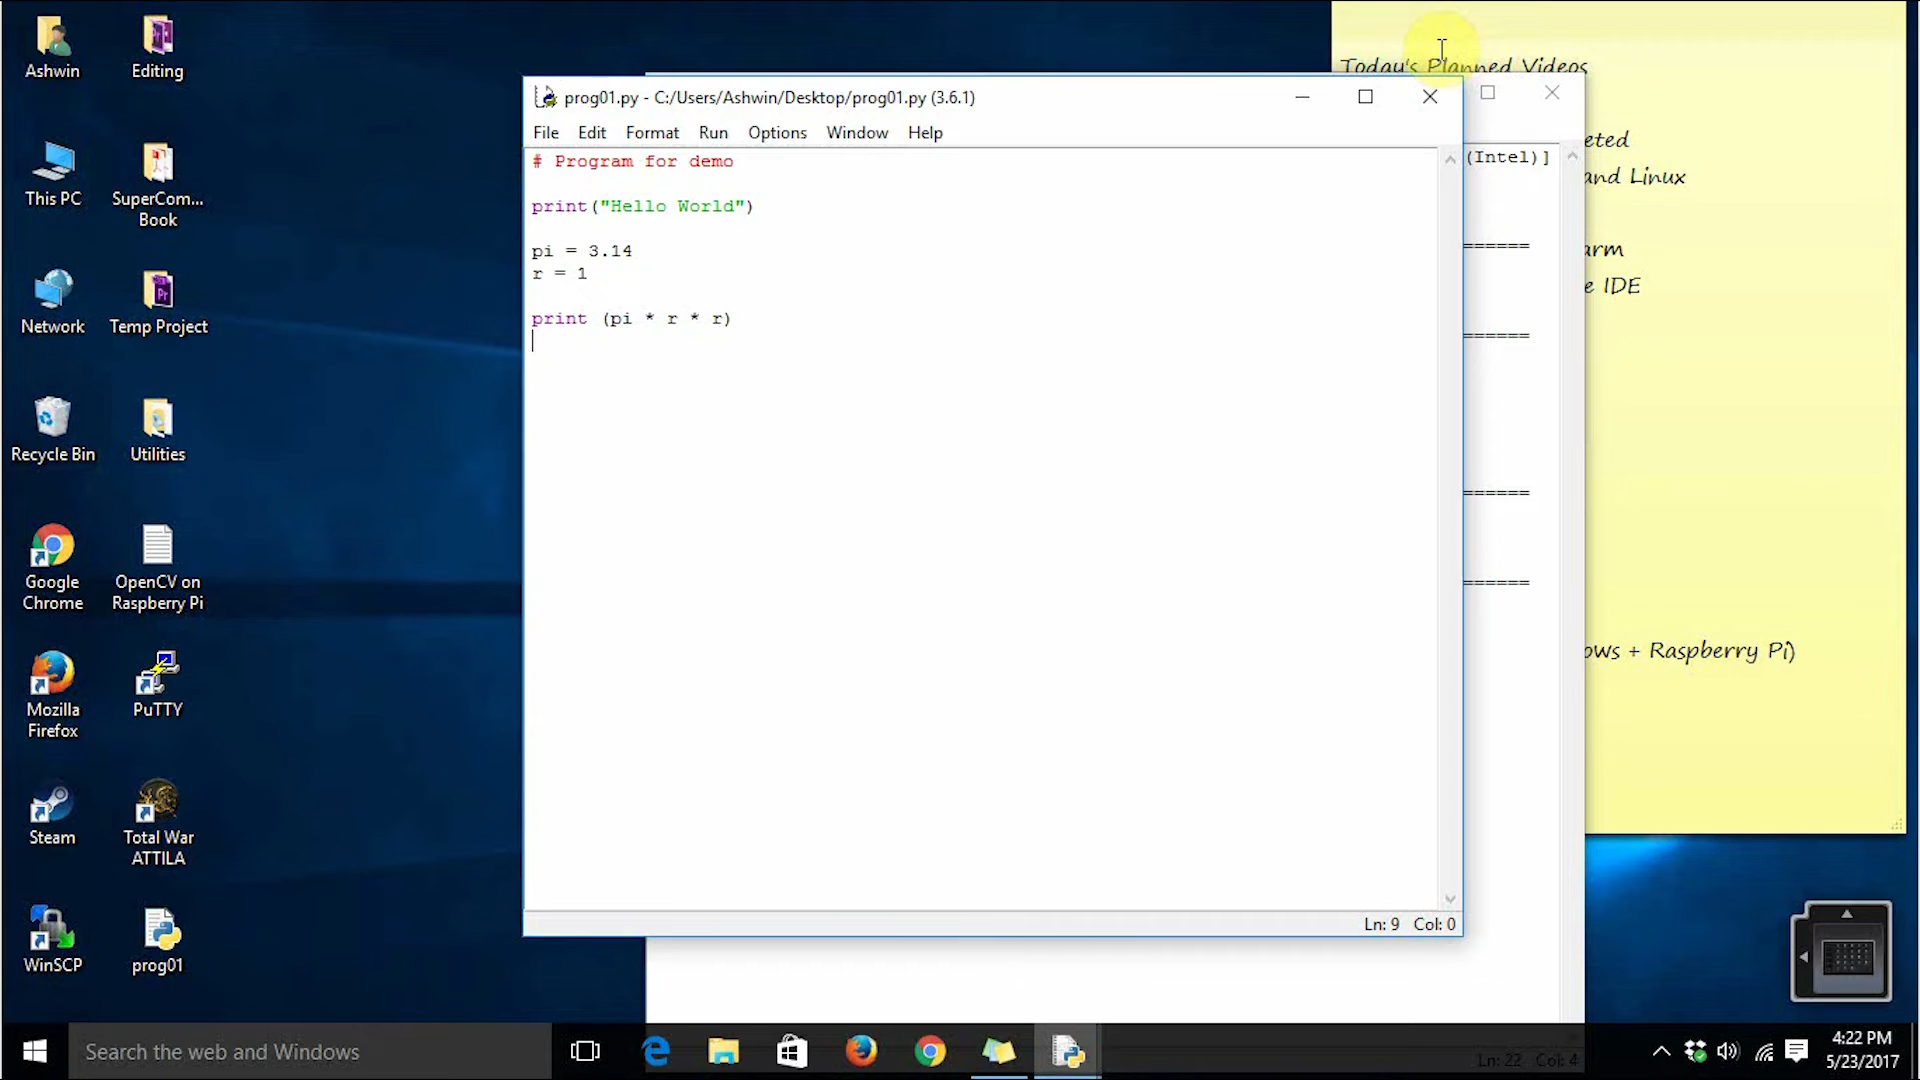 Ashwin
Editing
This PC
SuperCom...
Book
Network
Temp Project
Recycle Bin
Utilities
Google
Chrome
OpenCV on
Raspberry Pi
Mozilla
Firefox
PuTTY
Steam
Total War
ATTILA
WinSCP
prog01
prog01.py - C:/Users/Ashwin/Desktop/prog01.py (3.6.1)
File Edit Format Run Options Window Help
# Program for demo
print("Hello World")
pi = 3.14
r = 1
print (pi * r * r)
Ln: 9 Col: 0
(Intel)]
======
======
======
======
Ln: 22 Col: 4
Today's Planned Videos
eted
and Linux
arm
e IDE
ows + Raspberry Pi)
Search the web and Windows
4:22 PM
5/23/2017